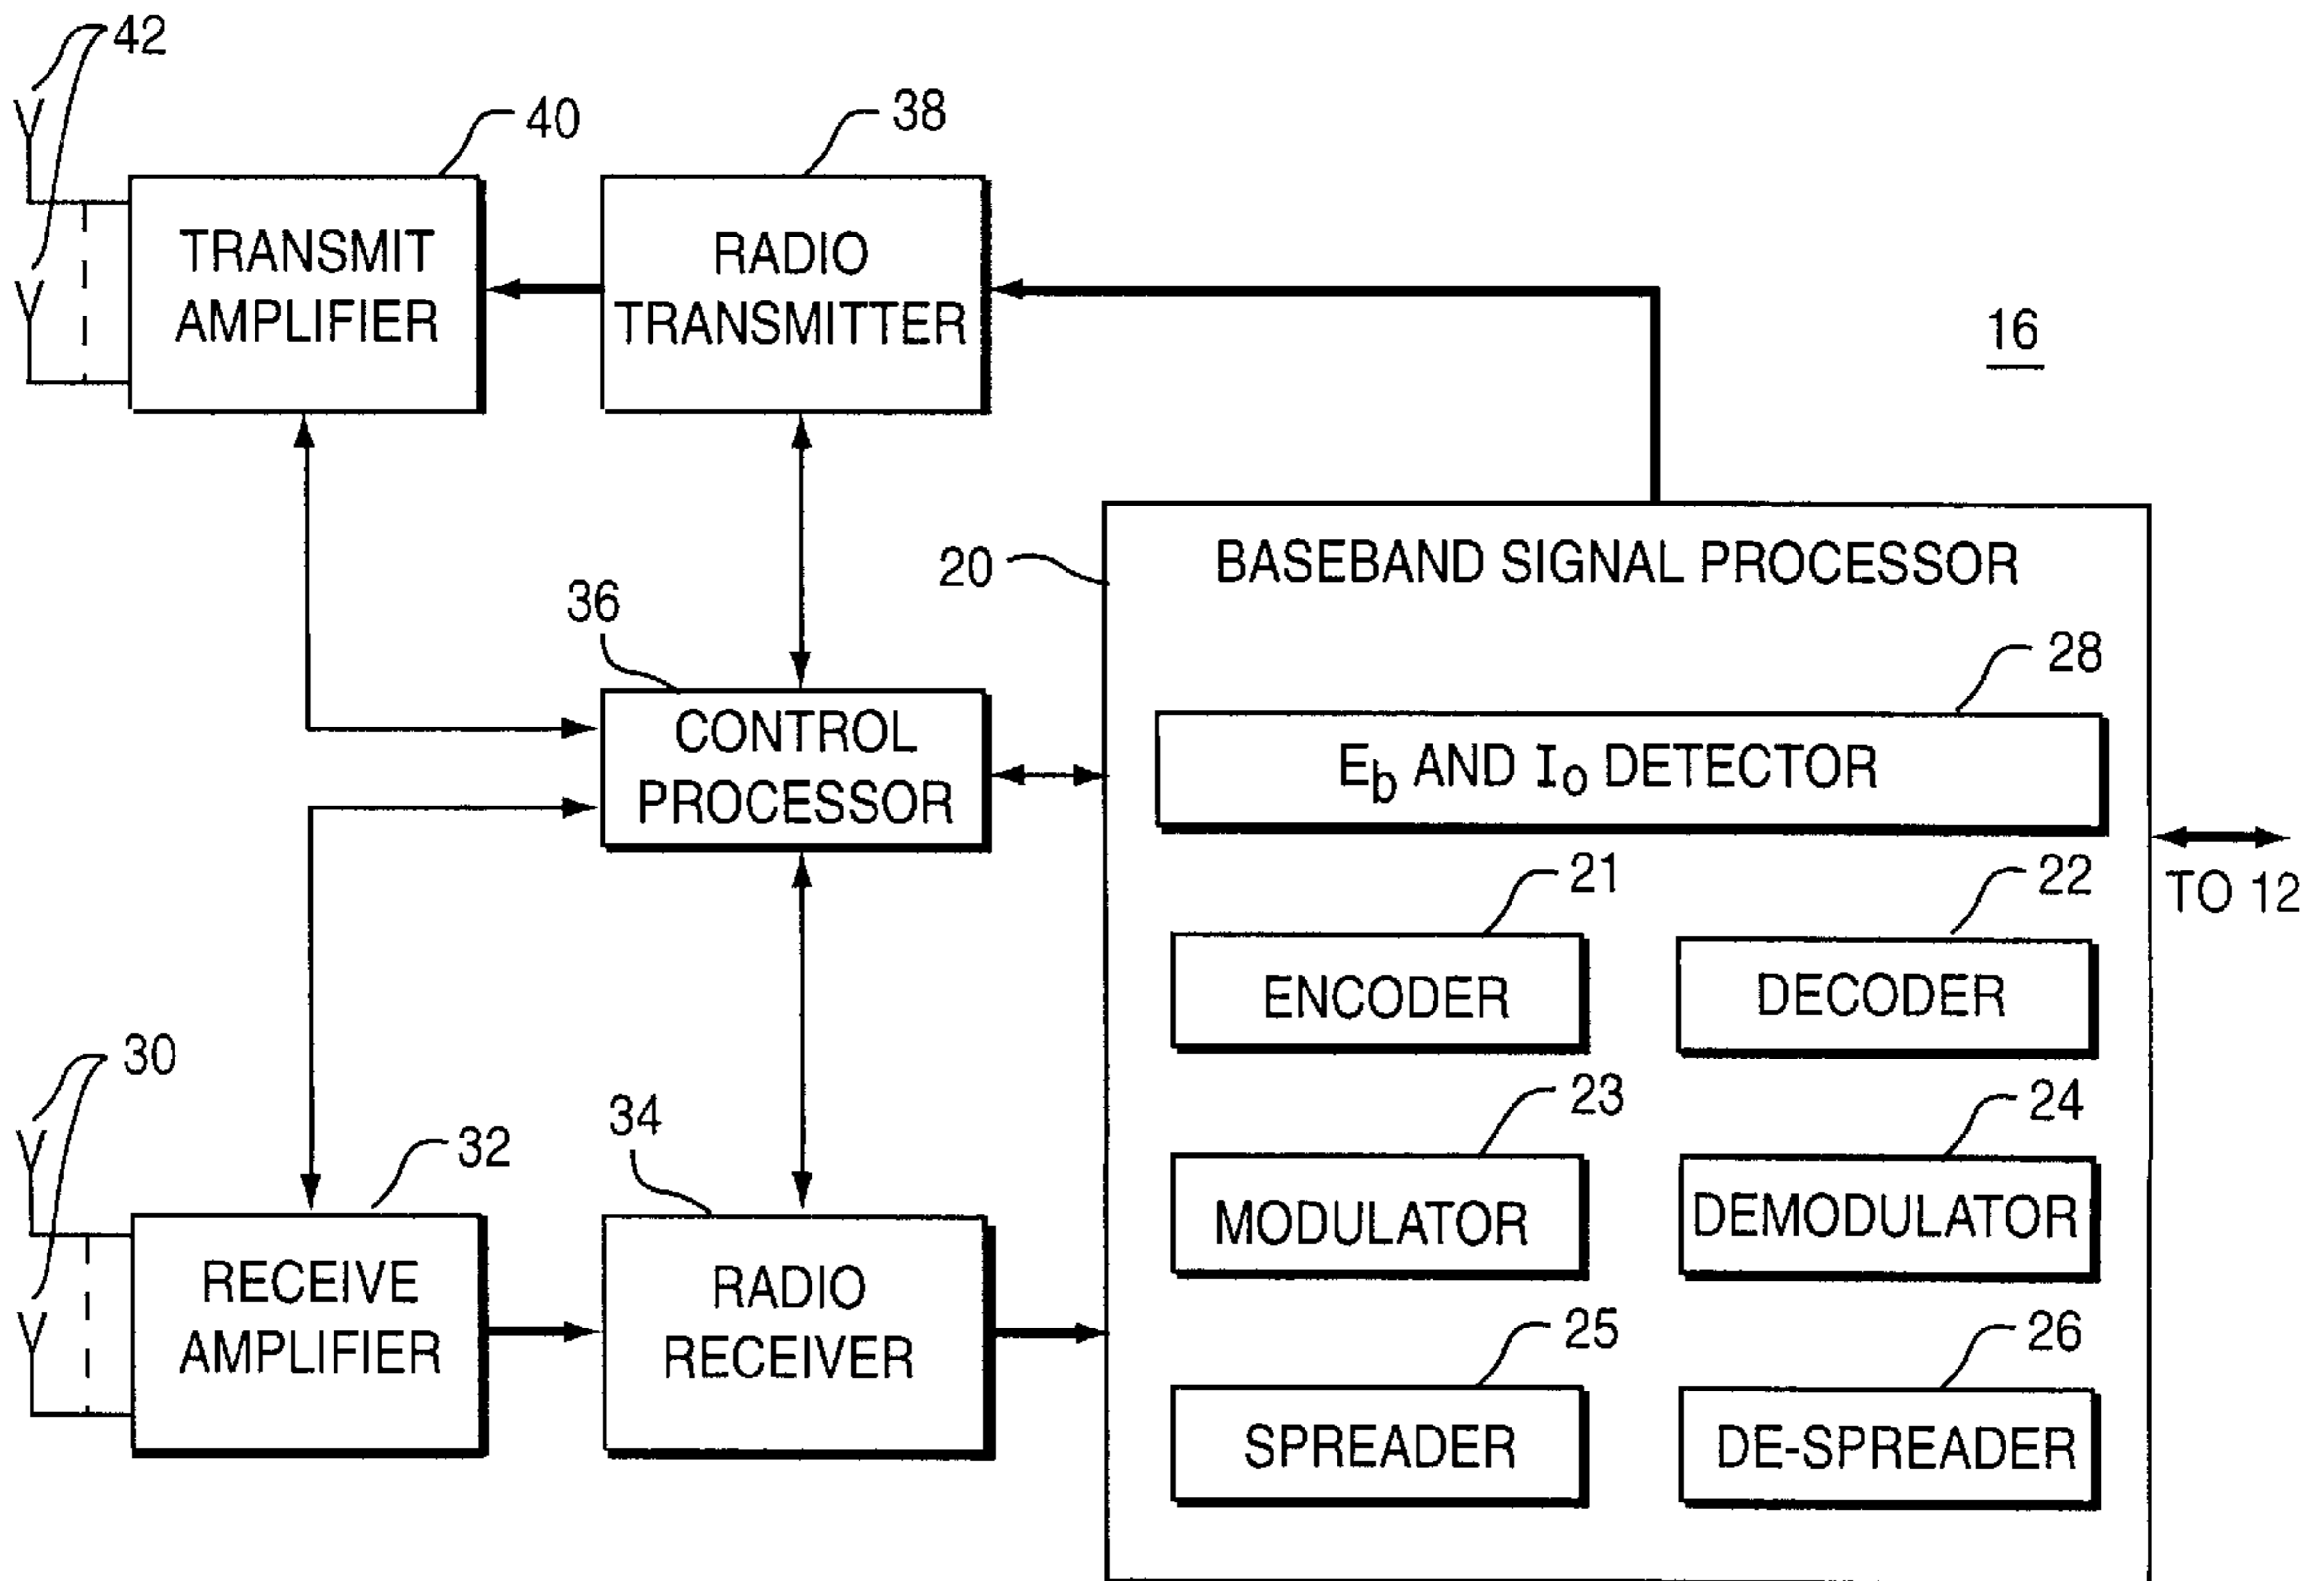 42
40
38
TRANSMIT
AMPLIFIER
RADIO
TRANSMITTER
16
20
BASEBAND SIGNAL PROCESSOR
36
CONTROL
PROCESSOR
28
Eb AND Io DETECTOR
TO 12
21
ENCODER
22
DECODER
23
MODULATOR
24
DEMODULATOR
25
SPREADER
26
DE-SPREADER
30
32
RECEIVE
AMPLIFIER
34
RADIO
RECEIVER